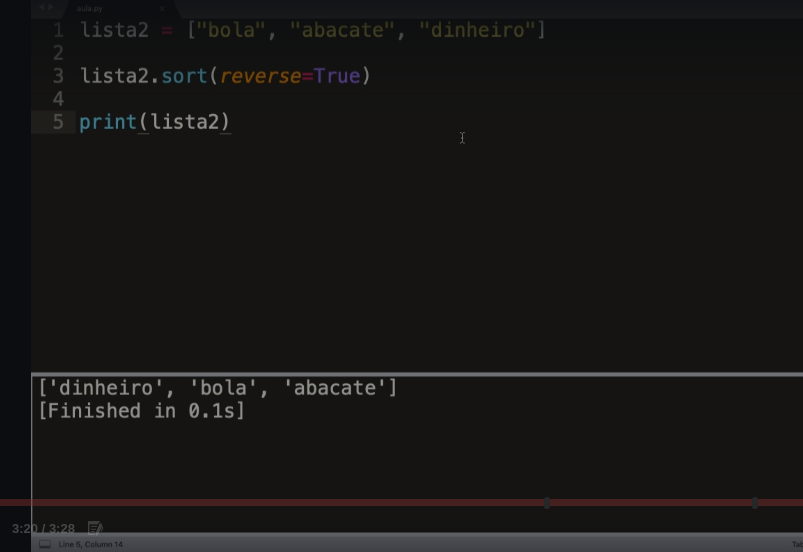 aula.py
1 lista2 = ["bola", "abacate", "dinheiro"]
2
3 lista2.sort(reverse=True)
4
5 print(lista2)
['dinheiro', 'bola', 'abacate']
[Finished in 0.1s]
3:20 / 3:28
Line 5, Column 14
Tab